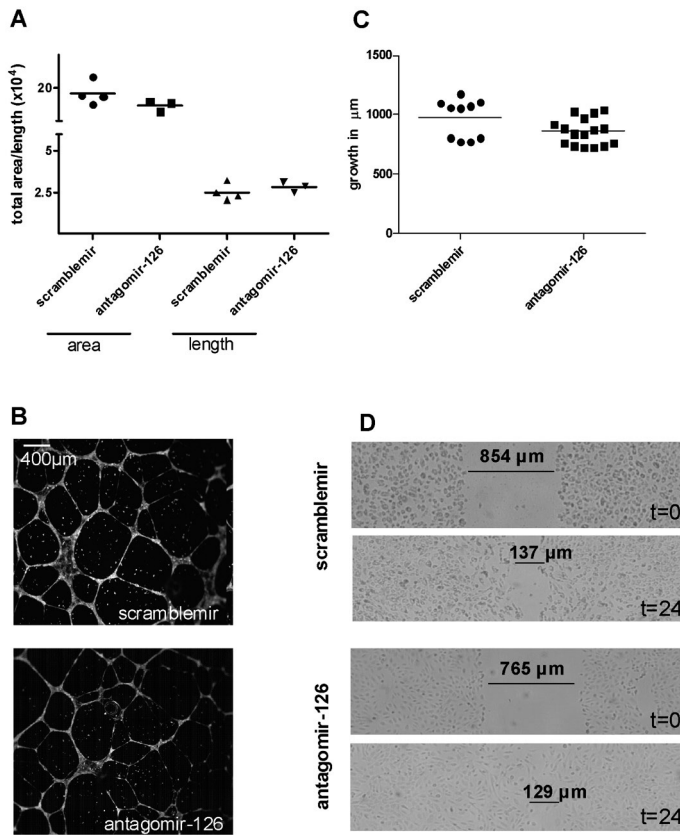 A
total area/length (x10⁴)
20
5
2.5
scramblemir
antagomir-126
scramblemir
antagomir-126
area
length
C
growth in μm
1500
1000
500
0
scramblemir
antagomir-126
B
400μm
scramblemir
antagomir-126
D
scramblemir
854 μm
t=0
137 μm
t=24
antagomir-126
765 μm
t=0
129 μm
t=24